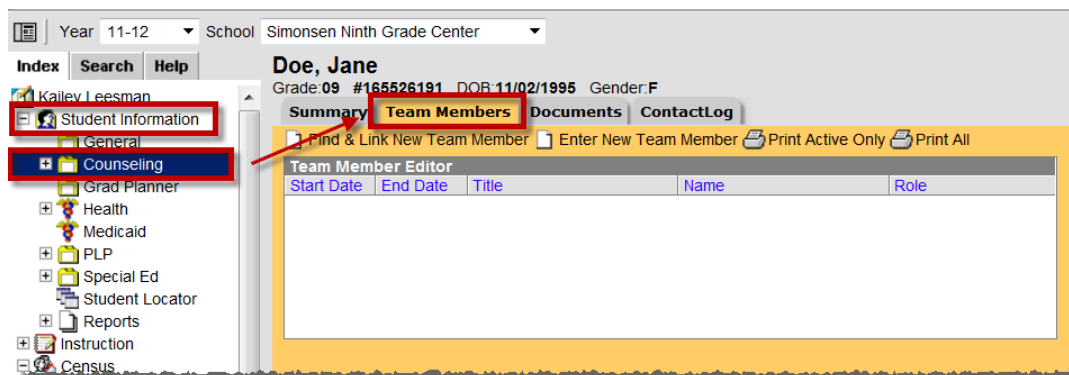 Year 11-12 School Simonsen Ninth Grade Center
Index Search Help
Kailey Leesman
Student Information
General
Counseling
Grad Planner
Health
Medicaid
PLP
Special Ed
Student Locator
Reports
Instruction
Census
Doe, Jane
Grade:09 #165526191 DOB:11/02/1995 Gender:F
Summary Team Members Documents ContactLog
Find & Link New Team Member Enter New Team Member Print Active Only Print All
Team Member Editor
Start Date End Date Title Name Role